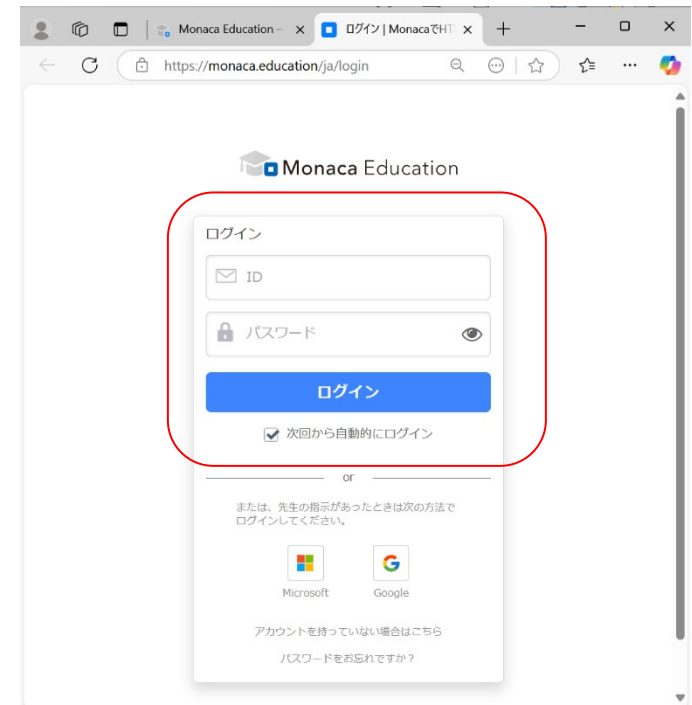 Monaca Education –
ログイン | MonacaでHT
https://monaca.education/ja/login
Monaca Education
ログイン
ID
パスワード
ログイン
次回から自動的にログイン
or
または、先生の指示があったときは次の方法で
ログインしてください。
Microsoft Google
アカウントを持っていない場合はこちら
パスワードをお忘れですか？